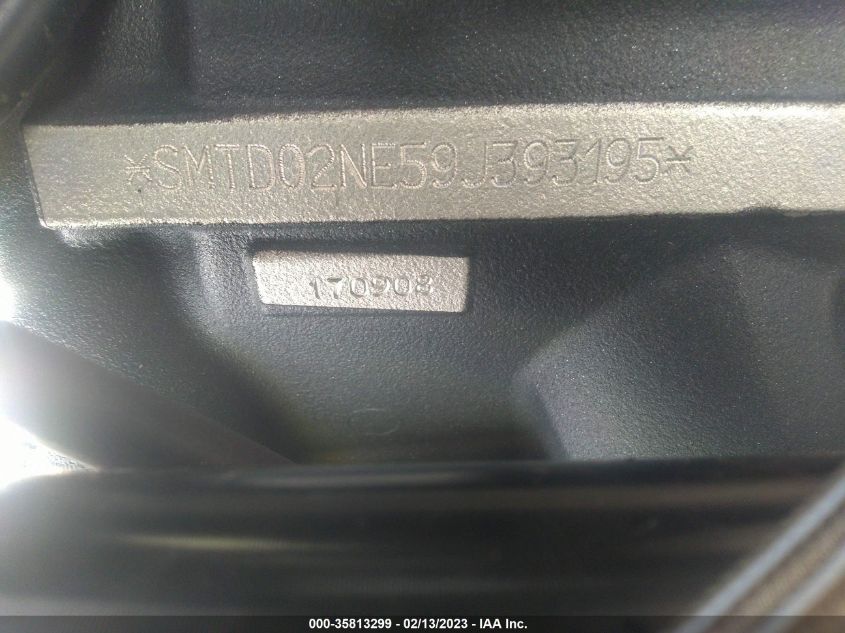 *SMTD02NE59J393195*
170908
000-35813299 - 02/13/2023 - IAA Inc.